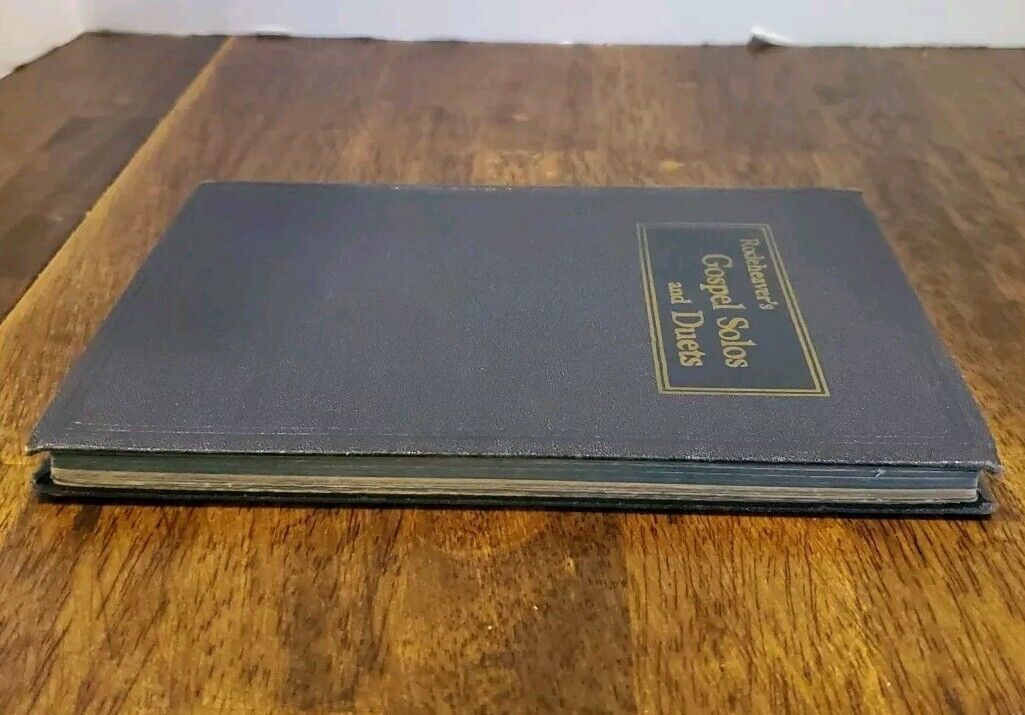 Rodeheaver's
Gospel Solos
and Duets